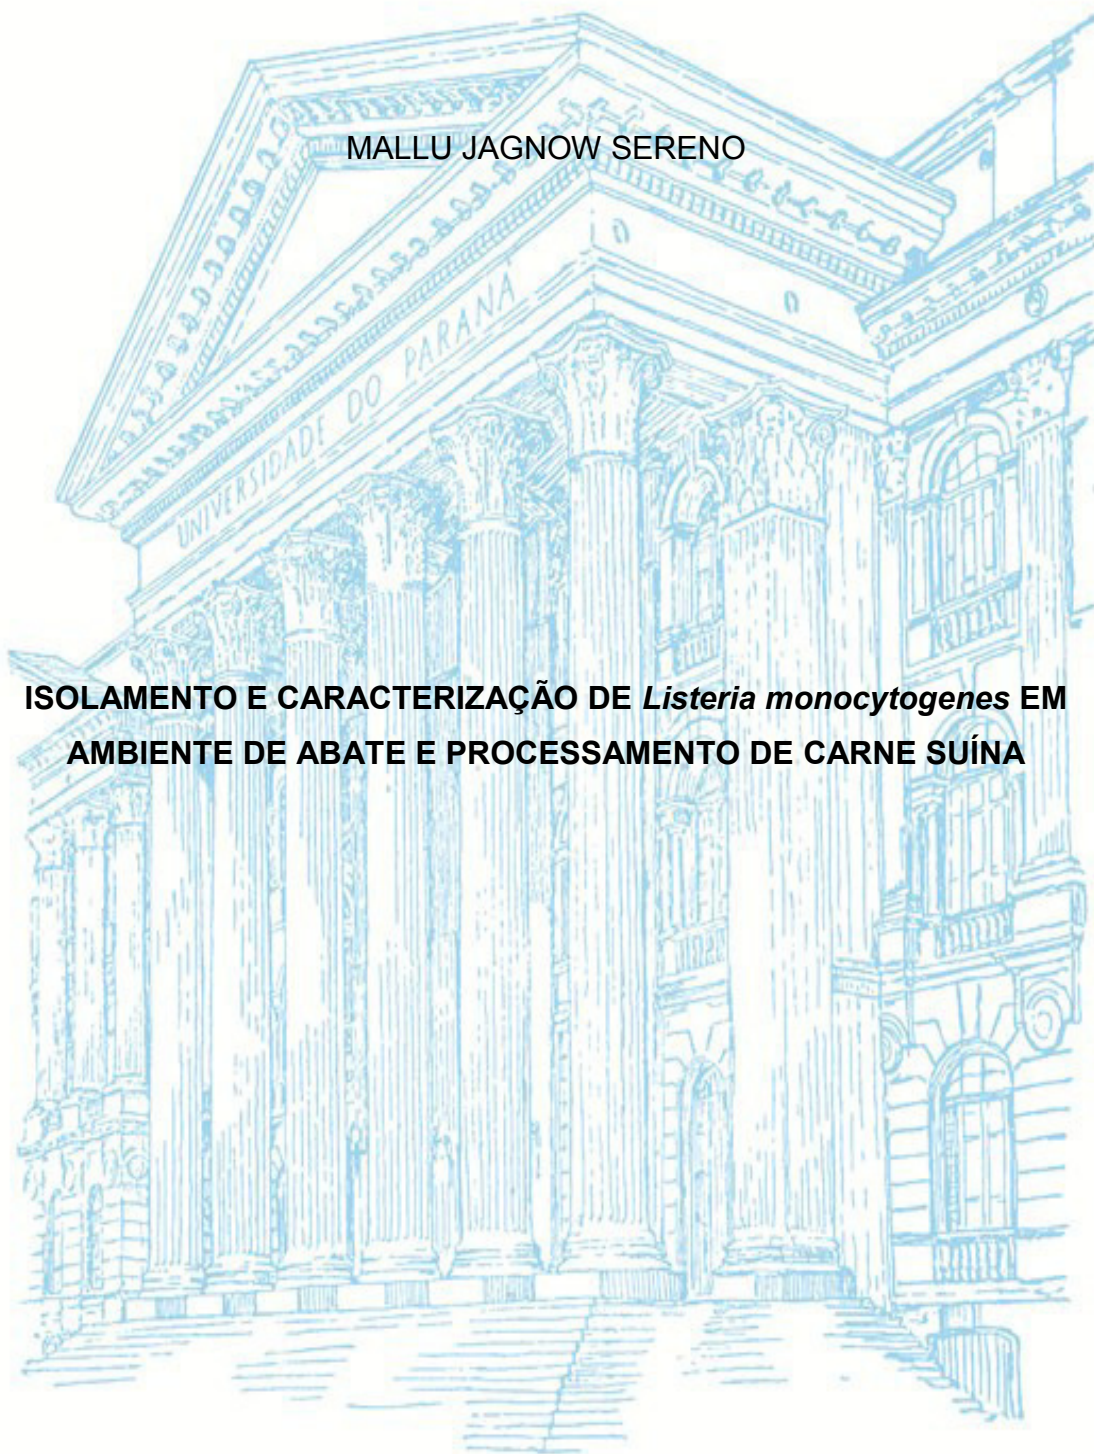 MALLU JAGNOW SERENO
UNIVERSIDADE DO PARANÁ
ISOLAMENTO E CARACTERIZAÇÃO DE Listeria monocytogenes EM
AMBIENTE DE ABATE E PROCESSAMENTO DE CARNE SUÍNA